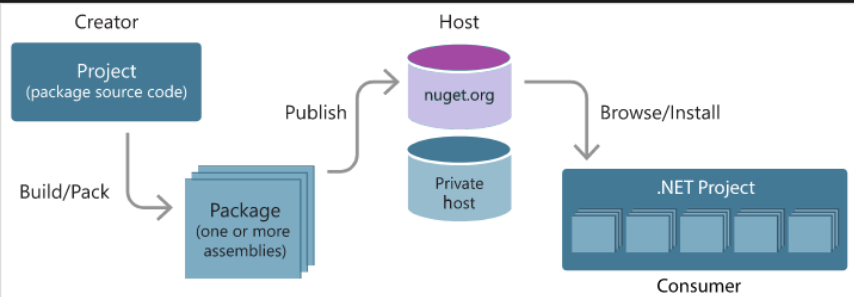 Creator
Host
Project
(package source code)
nuget.org
Publish
Browse/Install
Build/Pack
Package
(one or more
assemblies)
Private
host
.NET Project
Consumer